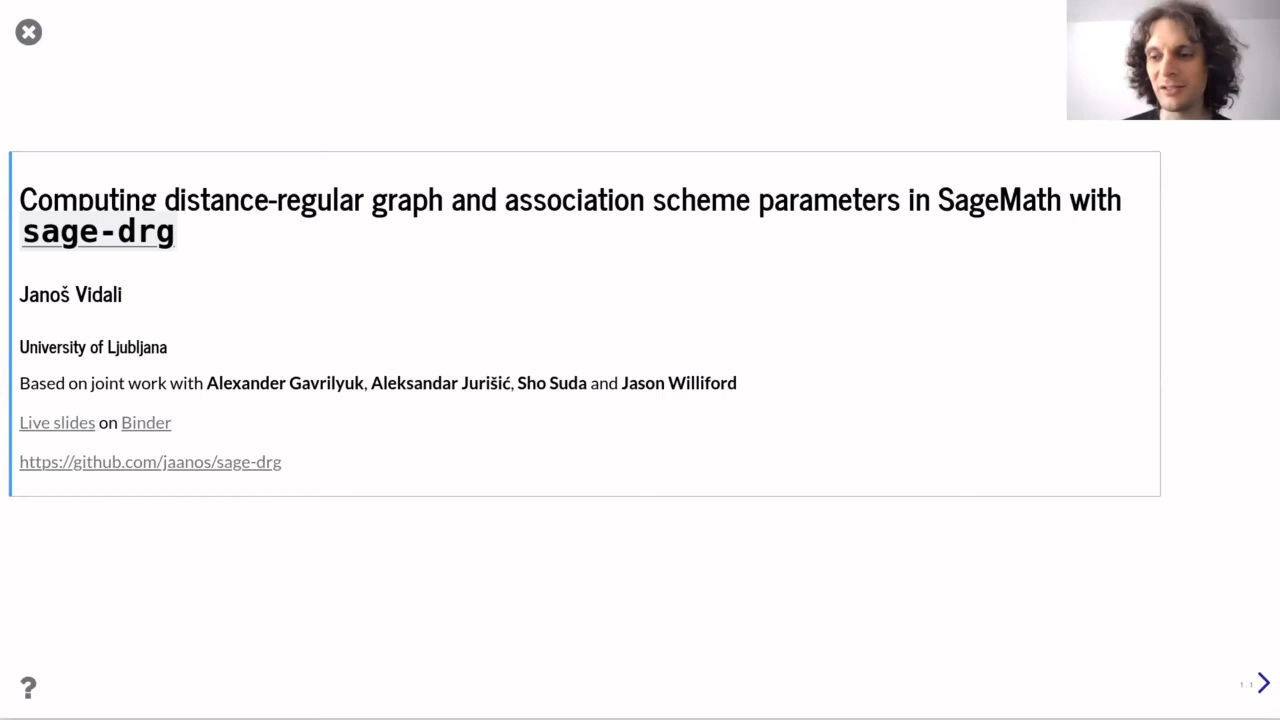 Computing distance-regular graph and association scheme parameters in SageMath with
sage-drg
Janoš Vidali
University of Ljubljana
Based on joint work with Alexander Gavrilyuk, Aleksandar Jurišić, Sho Suda and Jason Williford
Live slides on Binder
https://github.com/jaanos/sage-drg
?
1 . 1